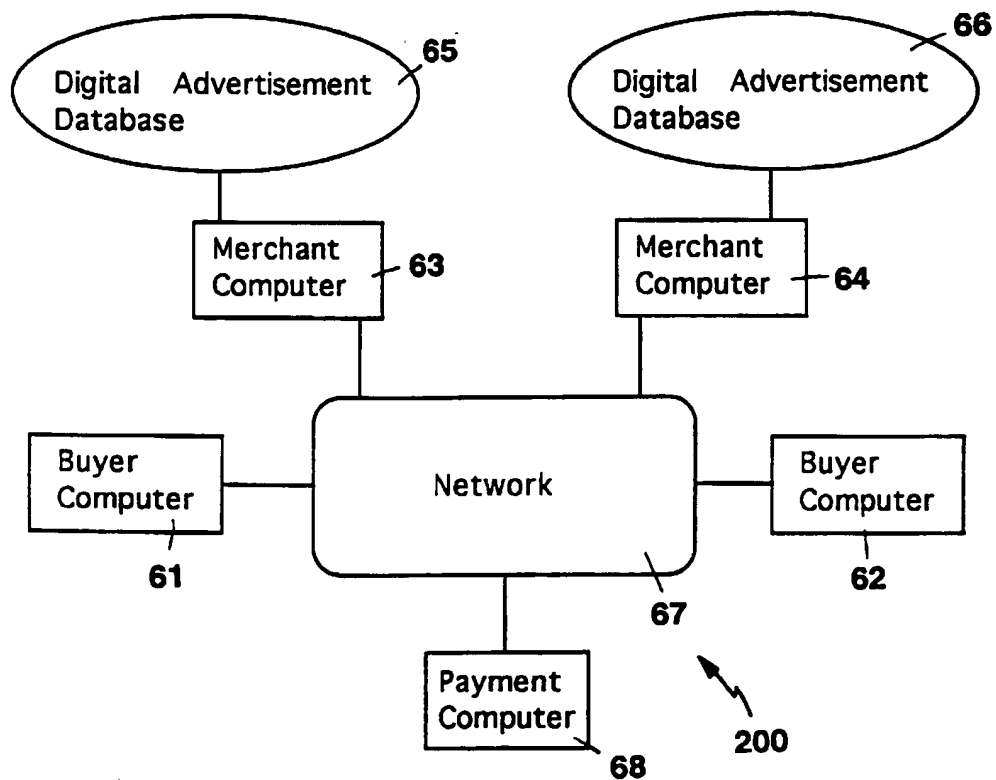 65
66
Digital Advertisement
Database
Digital Advertisement
Database
Merchant
Computer
63
Merchant
Computer
64
Buyer
Computer
61
Network
67
Buyer
Computer
62
Payment
Computer
68
200